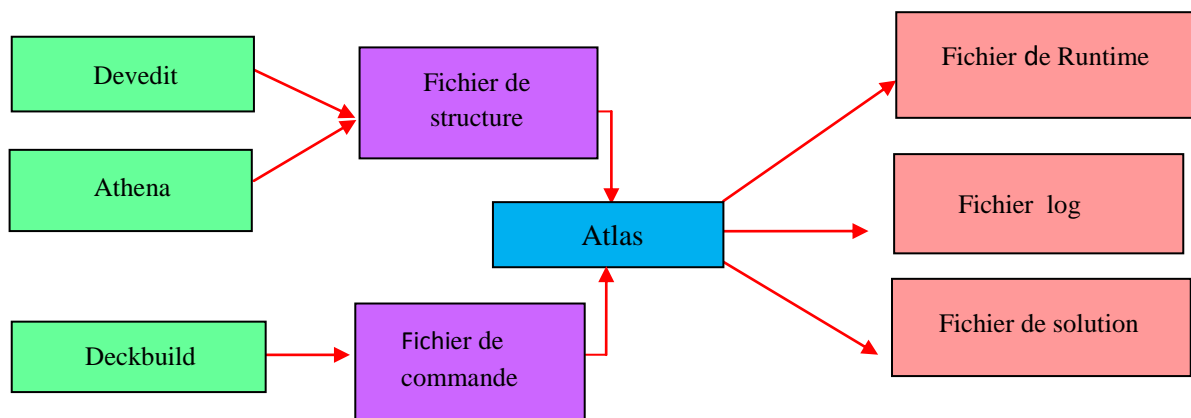 Devedit
Athena
Deckbuild
Fichier de
structure
Fichier de
commande
Atlas
Fichier de Runtime
Fichier log
Fichier de solution